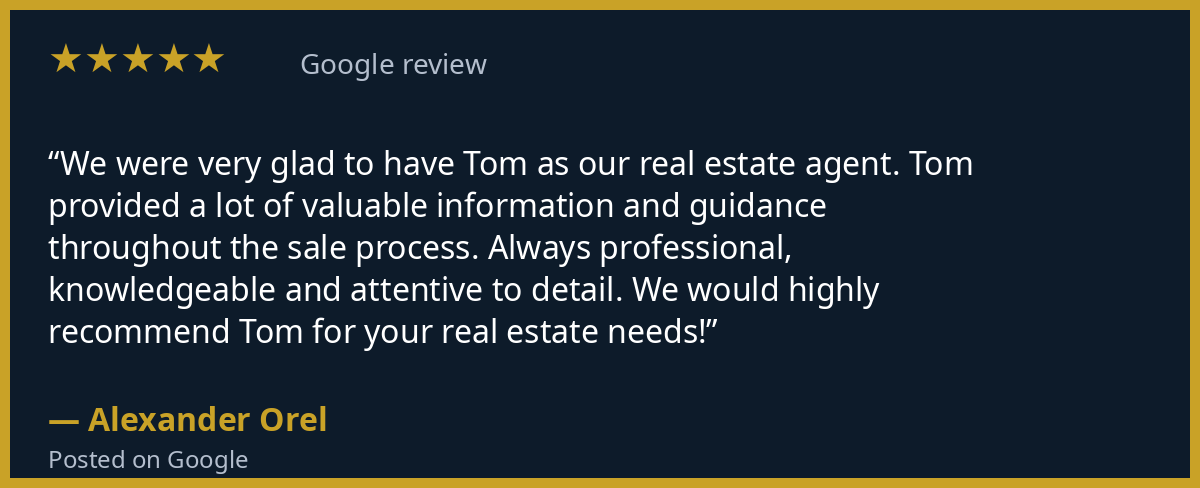 ★★★★★ Google review
“We were very glad to have Tom as our real estate agent. Tom
provided a lot of valuable information and guidance
throughout the sale process. Always professional,
knowledgeable and attentive to detail. We would highly
recommend Tom for your real estate needs!”
— Alexander Orel
Posted on Google